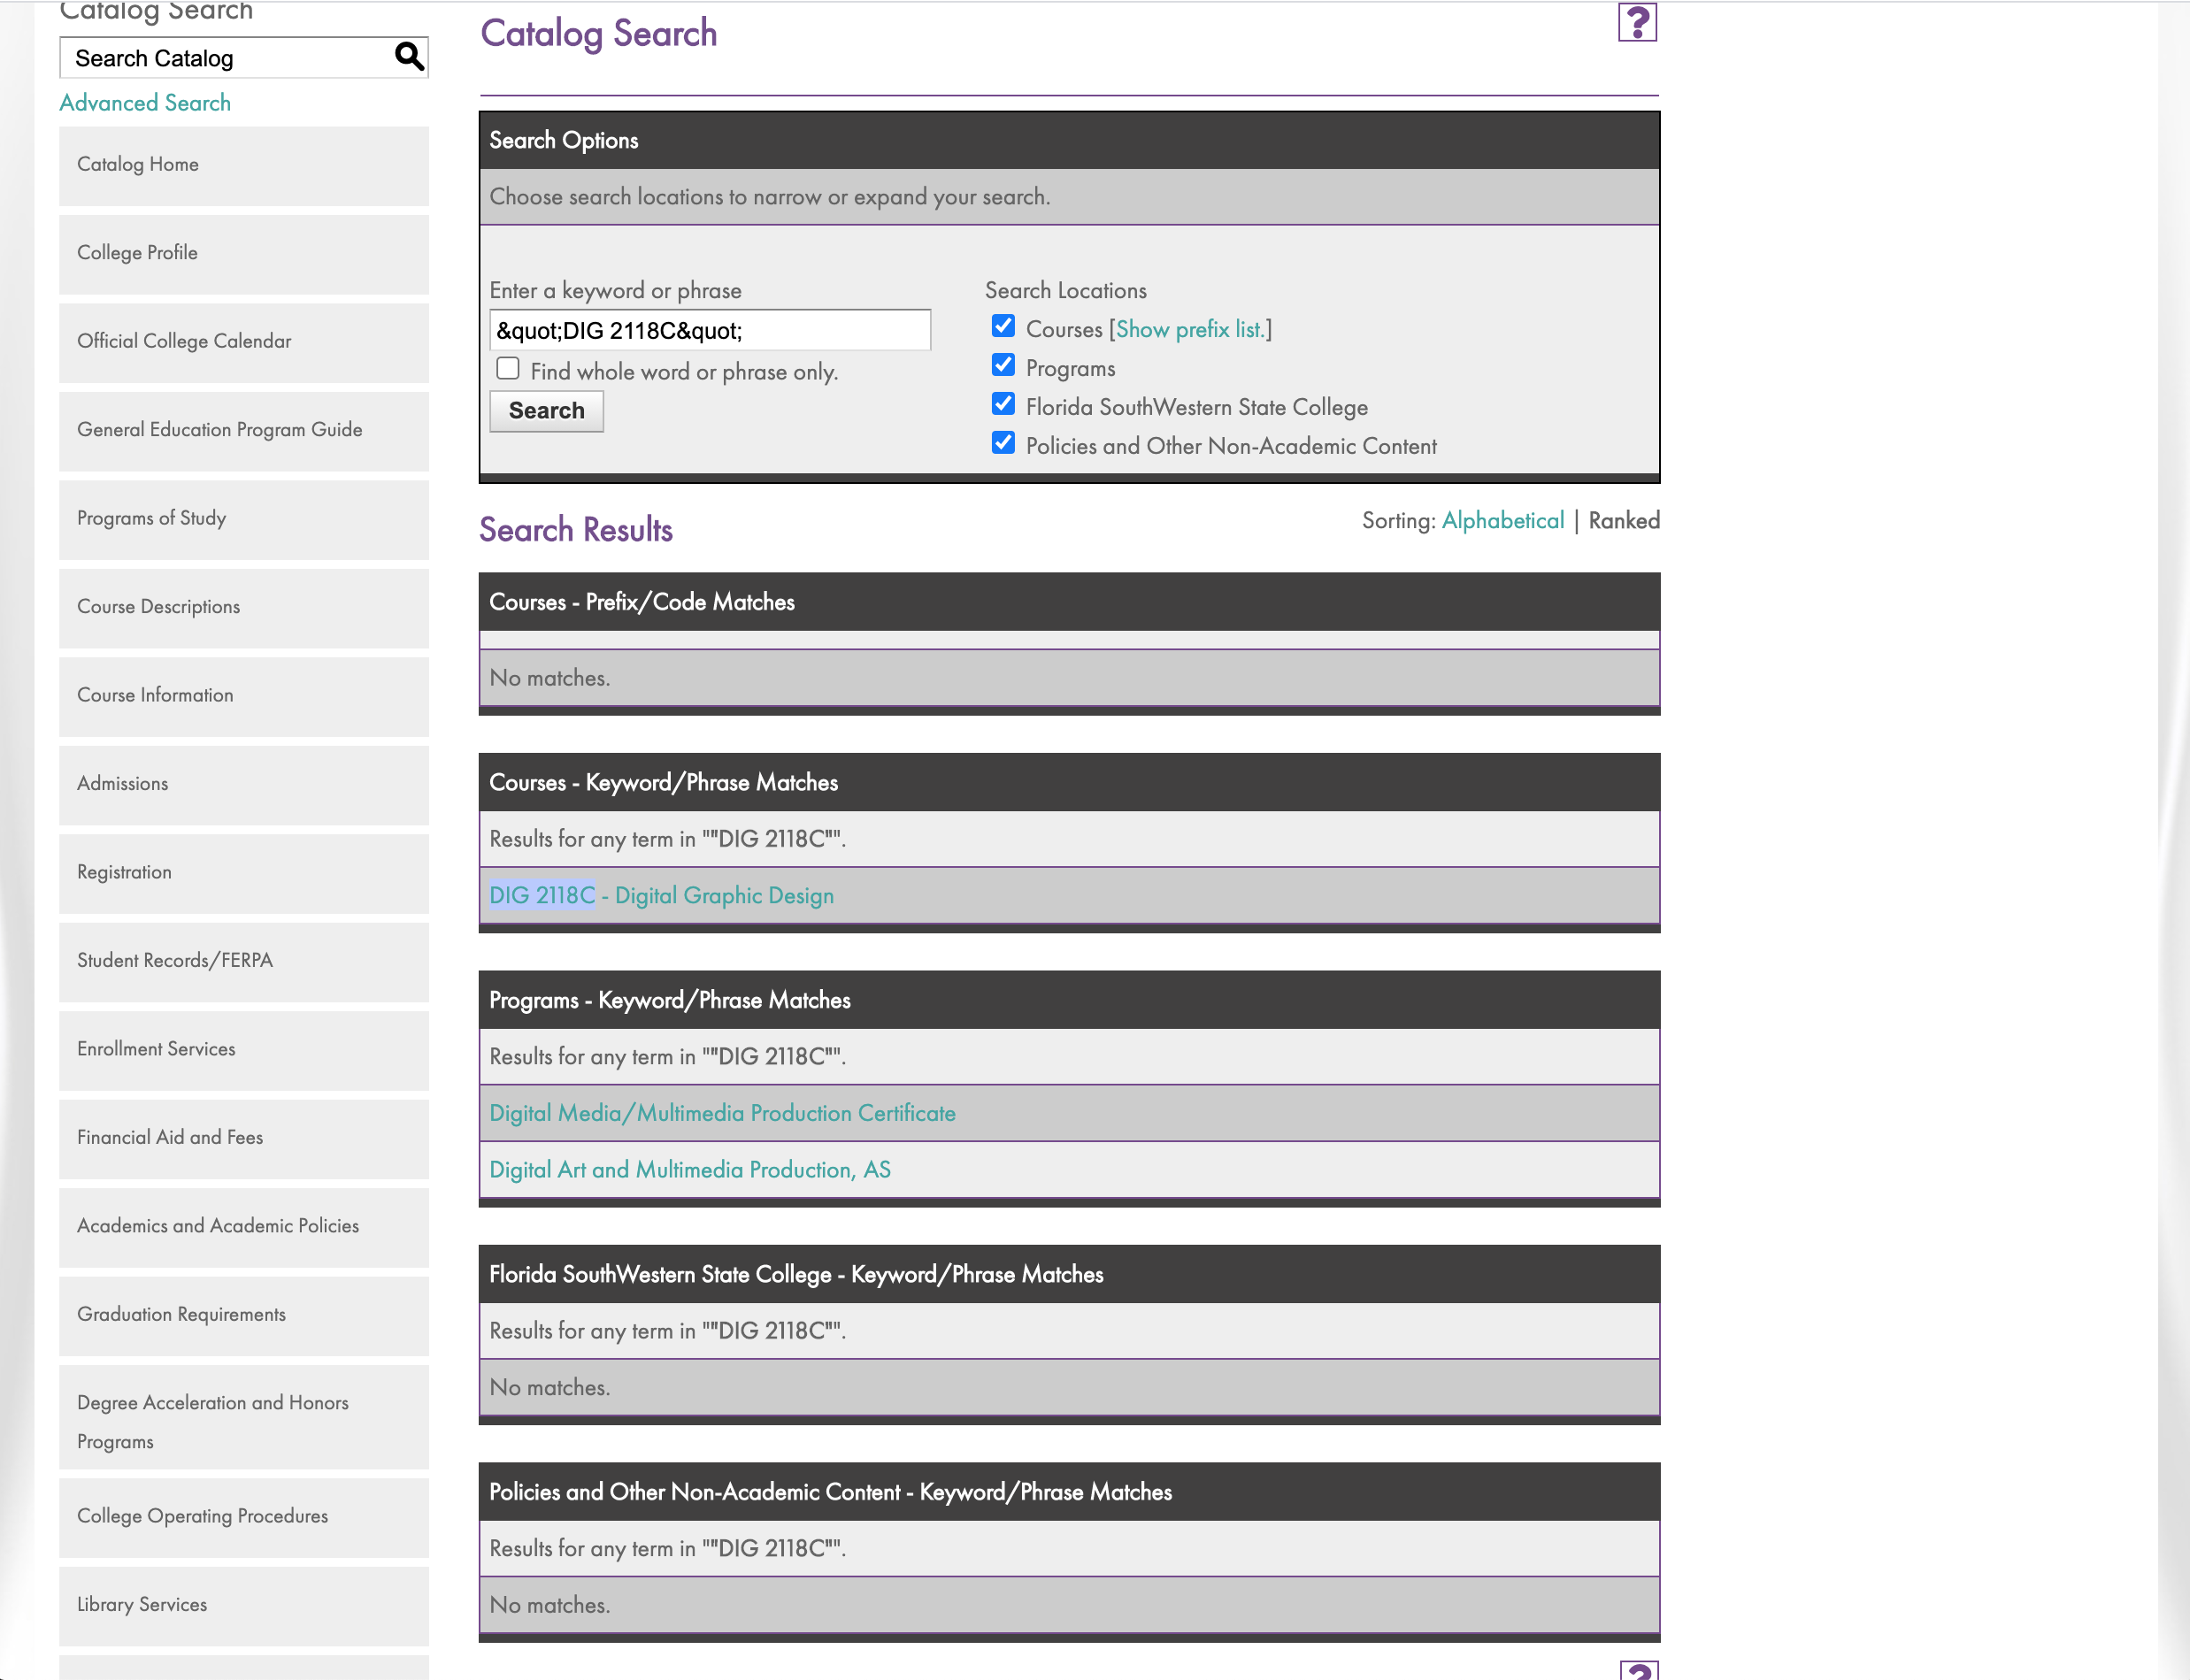 Catalog Search
Search Catalog
Advanced Search
Catalog Home
College Profile
Official College Calendar
General Education Program Guide
Programs of Study
Course Descriptions
Course Information
Admissions
Registration
Student Records/FERPA
Enrollment Services
Financial Aid and Fees
Academics and Academic Policies
Graduation Requirements
Degree Acceleration and Honors
Programs
College Operating Procedures
Library Services
Catalog Search
?
Search Options
Choose search locations to narrow or expand your search.
Enter a keyword or phrase
&quot;DIG 2118C&quot;
Find whole word or phrase only.
Search
Search Locations
Courses [Show prefix list.]
Programs
Florida SouthWestern State College
Policies and Other Non-Academic Content
Search Results
Sorting: Alphabetical | Ranked
Courses - Prefix/Code Matches
No matches.
Courses - Keyword/Phrase Matches
Results for any term in ""DIG 2118C"".
DIG 2118C - Digital Graphic Design
Programs - Keyword/Phrase Matches
Results for any term in ""DIG 2118C"".
Digital Media/Multimedia Production Certificate
Digital Art and Multimedia Production, AS
Florida SouthWestern State College - Keyword/Phrase Matches
Results for any term in ""DIG 2118C"".
No matches.
Policies and Other Non-Academic Content - Keyword/Phrase Matches
Results for any term in ""DIG 2118C"".
No matches.
?